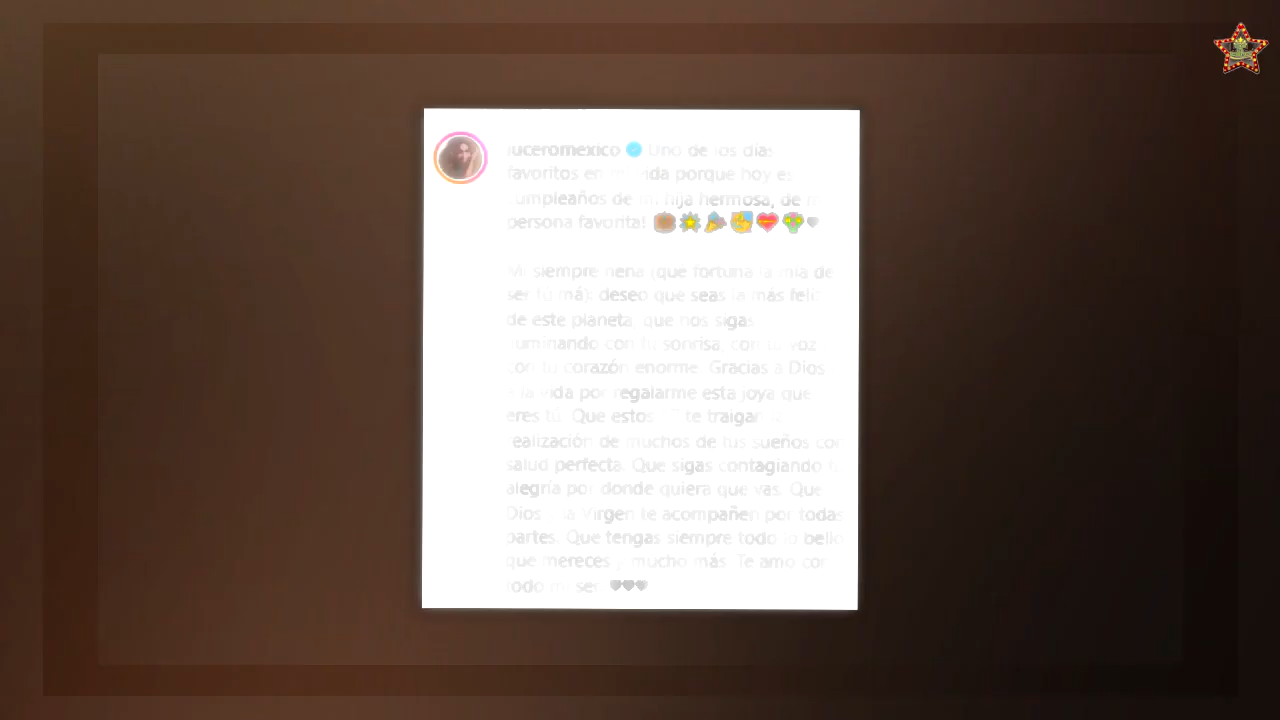 luceromexico Uno de los días
favoritos en mi vida porque hoy es
cumpleaños de mi hija hermosa, de mi
persona favorita!
Mi siempre nena (que fortuna la mía de
ser tu má): deseo que seas la más feliz
de este planeta, que nos sigas
iluminando con tu sonrisa, con tu voz
con tu corazón enorme. Gracias a Dios
y la vida por regalarme esta joya que
eres tú. Que estos te traigan la
realización de muchos de tus sueños con
salud perfecta. Que sigas contagiando tu
alegría por donde quiera que vas. Que
Dios y la Virgen te acompañen por todas
partes. Que tengas siempre todo lo bello
que mereces y mucho más. Te amo con
todo mi ser